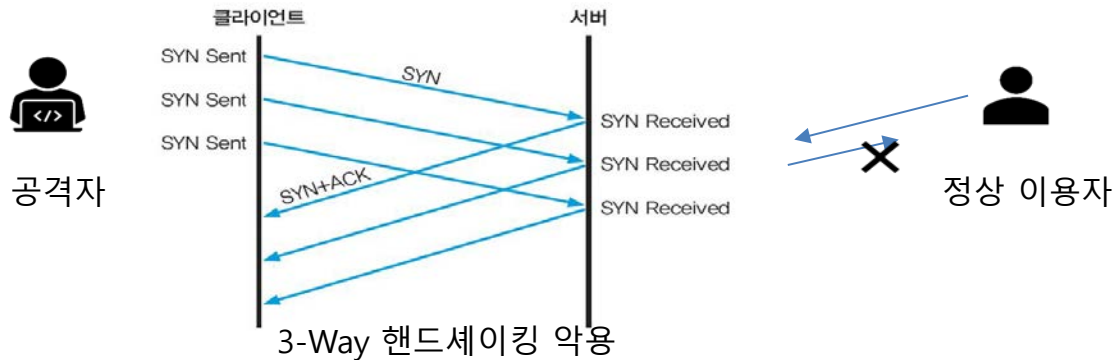 클라이언트
서버
SYN Sent
SYN
SYN Sent
SYN Received
</>
SYN Sent
SYN Received
공격자
SYN+ACK
SYN Received
정상 이용자
3-Way 핸드셰이킹 악용